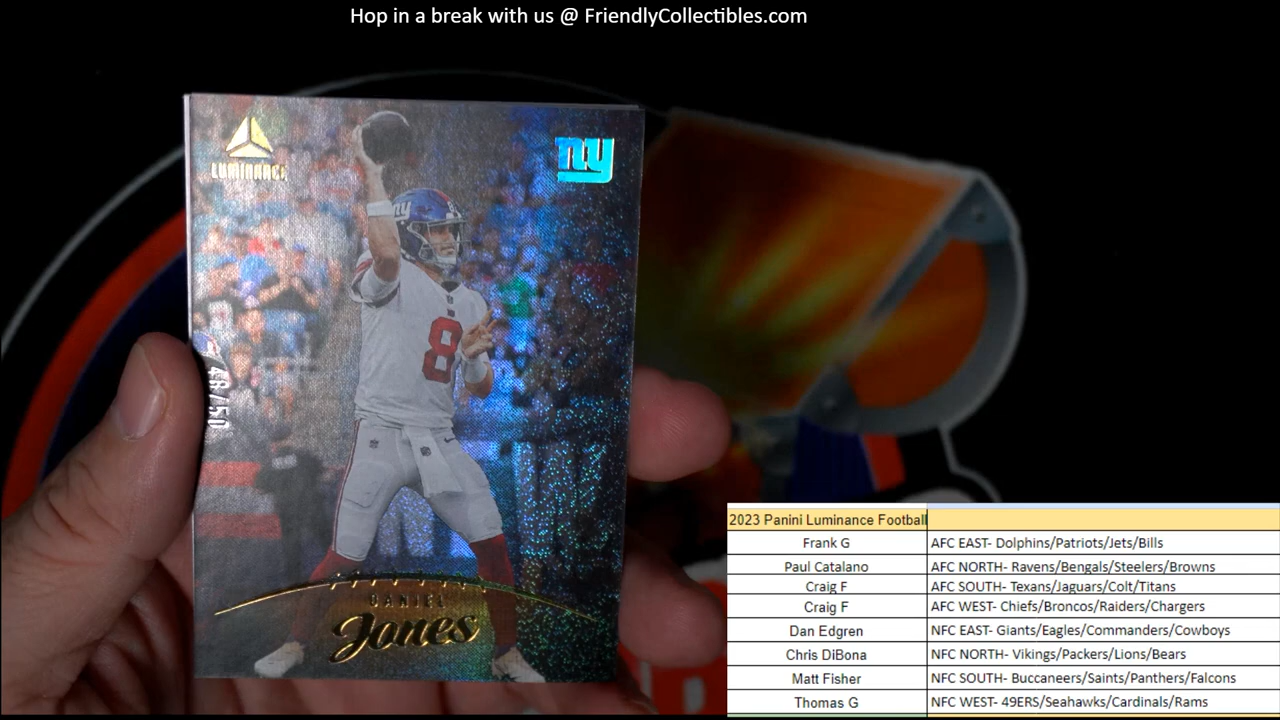 Hop in a break with us @ FriendlyCollectibles.com
LUMINANCE
ny
ny
8
48/50
DANIEL
Jones
2023 Panini Luminance Football
Frank G AFC EAST- Dolphins/Patriots/Jets/Bills
Paul Catalano AFC NORTH- Ravens/Bengals/Steelers/Browns
Craig F AFC SOUTH- Texans/Jaguars/Colt/Titans
Craig F AFC WEST- Chiefs/Broncos/Raiders/Chargers
Dan Edgren NFC EAST- Giants/Eagles/Commanders/Cowboys
Chris DiBona NFC NORTH- Vikings/Packers/Lions/Bears
Matt Fisher NFC SOUTH- Buccaneers/Saints/Panthers/Falcons
Thomas G NFC WEST- 49ERS/Seahawks/Cardinals/Rams